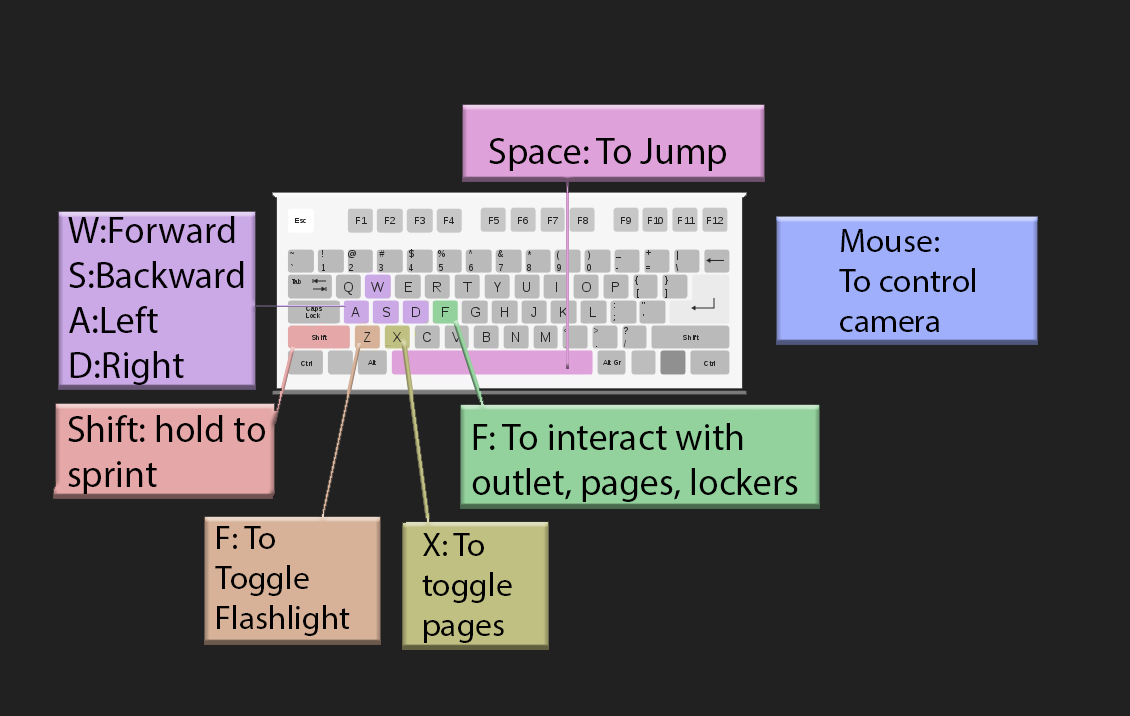 Space: To Jump
W:Forward
S:Backward
A:Left
D:Right
Mouse:
To control
camera
Esc F1 F2 F3 F4 F5 F6 F7 F8 F9 F10 F11 F12
~ ! @ # $ % ^ & * ( ) _ + |
` 1 2 3 4 5 6 7 8 9 0 - = \ ←
Tab Q W E R T Y U I O P { [ } ]
Caps Lock A S D F G H J K L : ; " '
Shift Z X C V B N M < > . ? / Shift
Ctrl Alt Alt Gr Ctrl
Shift: hold to
sprint
F: To interact with
outlet, pages, lockers
F: To
Toggle
Flashlight
X: To
toggle
pages